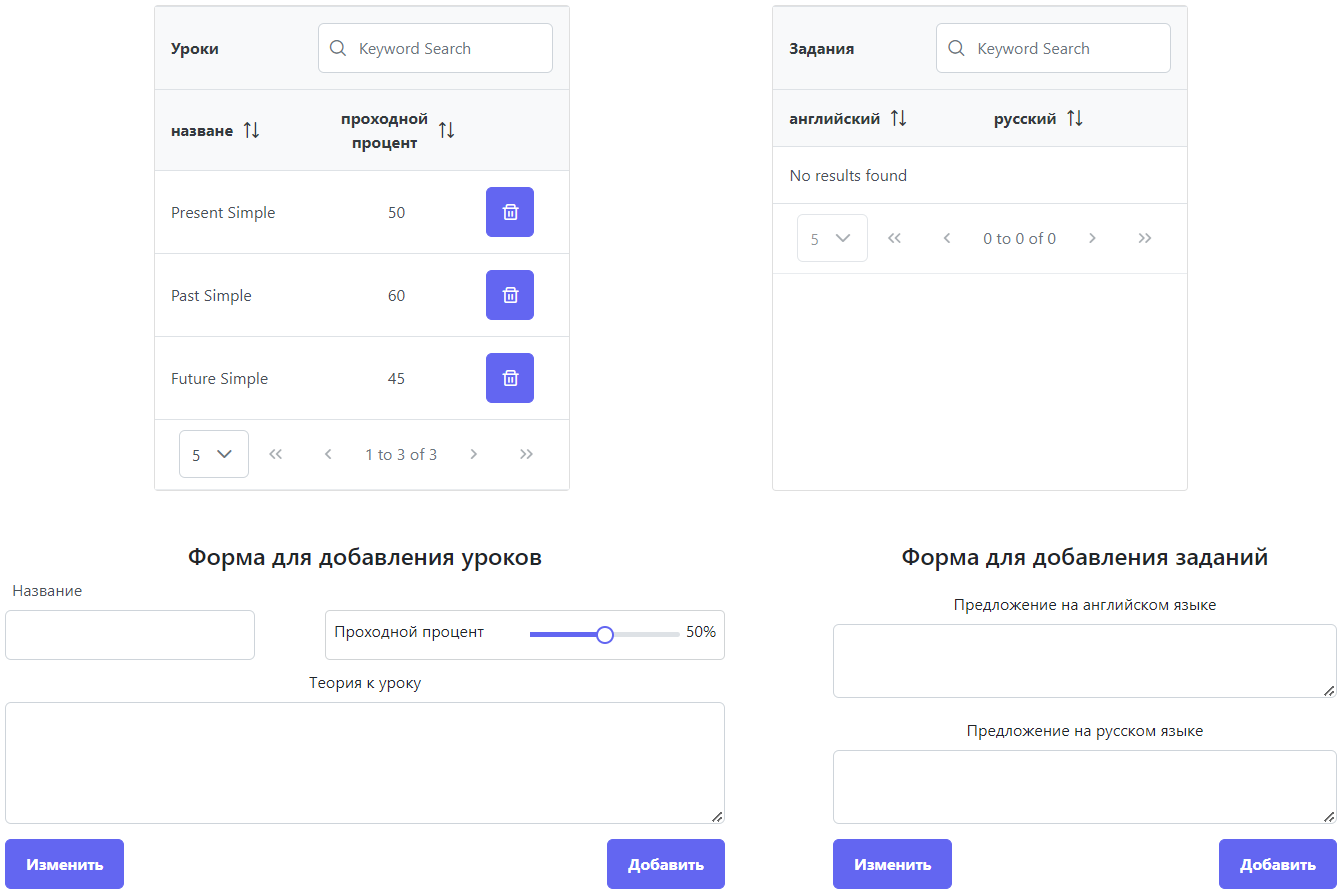 Уроки
Keyword Search
назване
проходной
процент
Present Simple
50
Past Simple
60
Future Simple
45
5
1 to 3 of 3
Задания
Keyword Search
английский
русский
No results found
5
0 to 0 of 0
Форма для добавления уроков
Название
Проходной процент
50%
Теория к уроку
Изменить
Добавить
Форма для добавления заданий
Предложение на английском языке
Предложение на русском языке
Изменить
Добавить